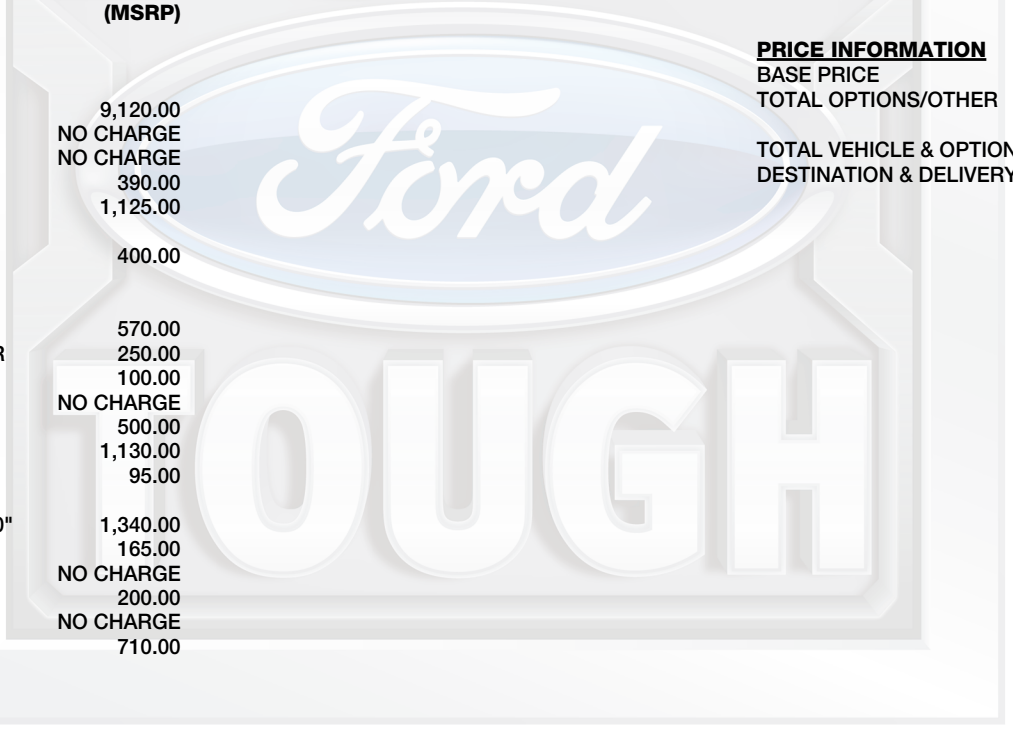 (MSRP)
9,120.00
NO CHARGE
NO CHARGE
390.00
1,125.00
400.00
570.00
R 250.00
100.00
NO CHARGE
500.00
1,130.00
95.00
0" 1,340.00
165.00
NO CHARGE
200.00
NO CHARGE
710.00
PRICE INFORMATION
BASE PRICE
TOTAL OPTIONS/OTHER
TOTAL VEHICLE & OPTION
DESTINATION & DELIVERY
Ford
TOUGH